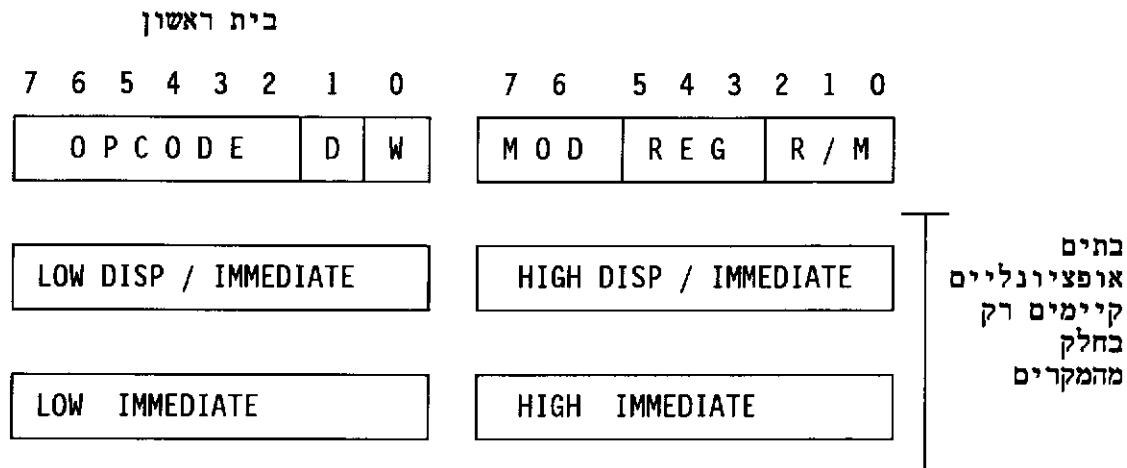 בית ראשון
7 6 5 4 3 2 1 0 7 6 5 4 3 2 1 0
OPCODE D W MOD REG R/M
LOW DISP / IMMEDIATE HIGH DISP / IMMEDIATE
LOW IMMEDIATE HIGH IMMEDIATE
בתים
אופציונליים
קיימים רק
בחלק
מהמקרים